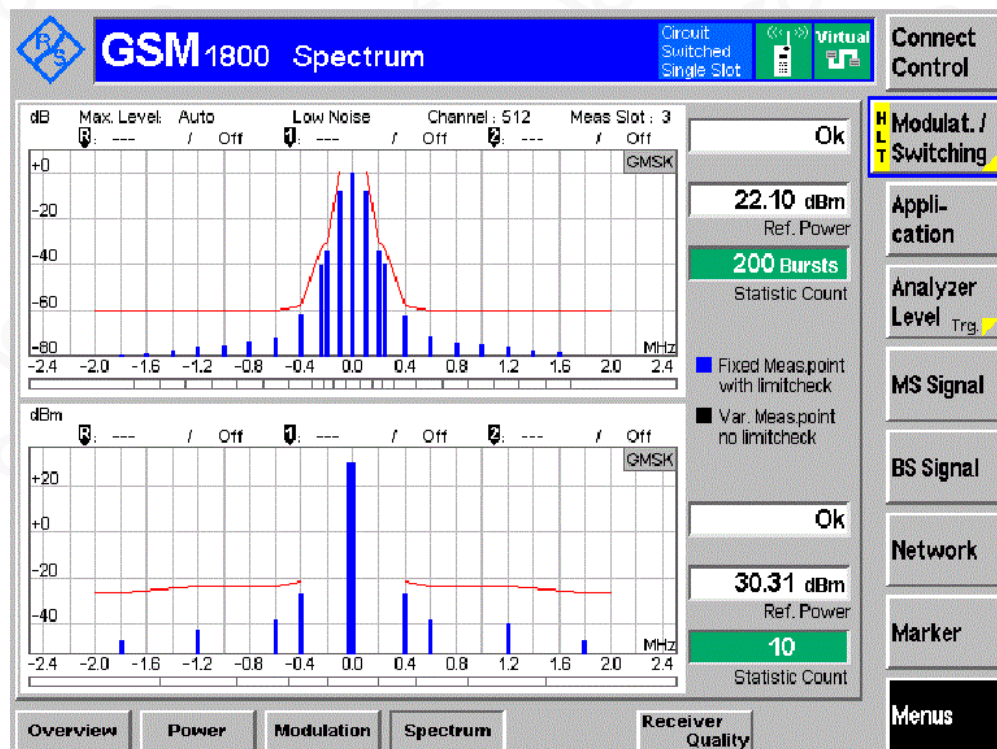 R&S
GSM 1800 Spectrum
Circuit Switched Single Slot
Virtual
Connect Control
dB Max. Level: Auto Low Noise Channel : 512 Meas Slot : 3
R: --- / Off 1: --- / Off 2: --- / Off
GMSK
+0
-20
-40
-60
-80
MHz
-2.4 -2.0 -1.6 -1.2 -0.8 -0.4 0.0 0.4 0.8 1.2 1.6 2.0 2.4
Ok
22.10 dBm
Ref. Power
200 Bursts
Statistic Count
Fixed Meas.point
with limitcheck
Var. Meas.point
no limitcheck
dBm
R: --- / Off 1: --- / Off 2: --- / Off
GMSK
+20
+0
-20
-40
MHz
-2.4 -2.0 -1.6 -1.2 -0.8 -0.4 0.0 0.4 0.8 1.2 1.6 2.0 2.4
Ok
30.31 dBm
Ref. Power
10
Statistic Count
HLT
Modulat. /
Switching
Appli-
cation
Analyzer
Level Trg.
MS Signal
BS Signal
Network
Marker
Menus
Overview
Power
Modulation
Spectrum
Receiver
Quality